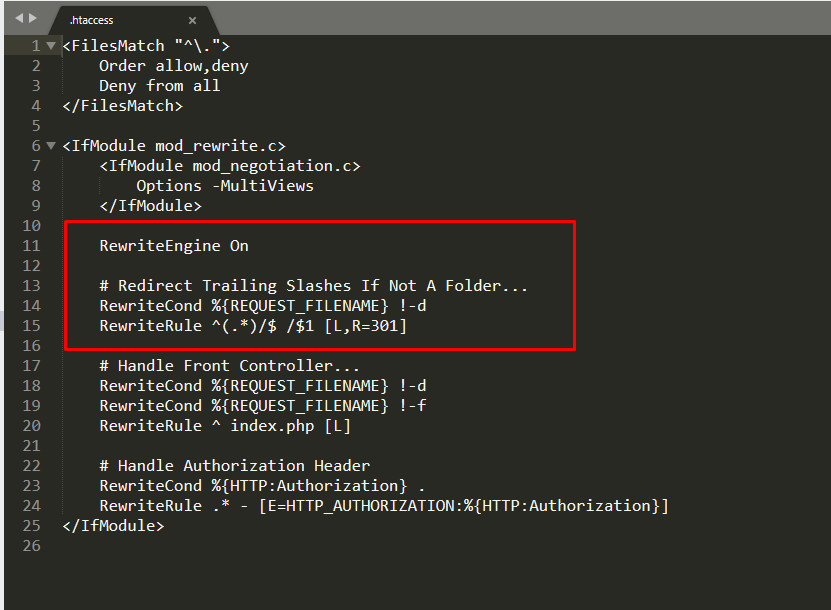 .htaccess ×
1 <FilesMatch "^\.">
2 Order allow,deny
3 Deny from all
4 </FilesMatch>
5
6 <IfModule mod_rewrite.c>
7 <IfModule mod_negotiation.c>
8 Options -MultiViews
9 </IfModule>
10
11 RewriteEngine On
12
13 # Redirect Trailing Slashes If Not A Folder...
14 RewriteCond %{REQUEST_FILENAME} !-d
15 RewriteRule ^(.*)/$ /$1 [L,R=301]
16
17 # Handle Front Controller...
18 RewriteCond %{REQUEST_FILENAME} !-d
19 RewriteCond %{REQUEST_FILENAME} !-f
20 RewriteRule ^ index.php [L]
21
22 # Handle Authorization Header
23 RewriteCond %{HTTP:Authorization} .
24 RewriteRule .* - [E=HTTP_AUTHORIZATION:%{HTTP:Authorization}]
25 </IfModule>
26